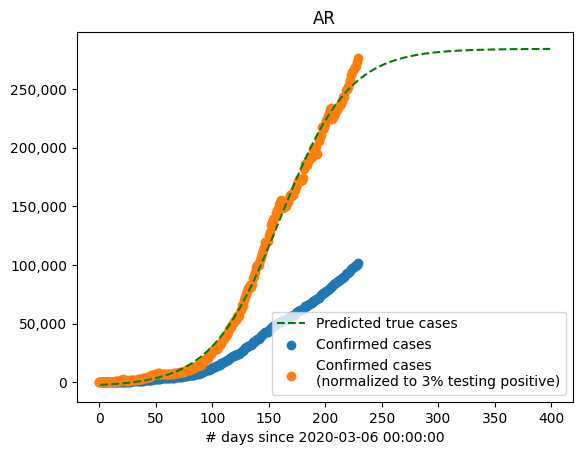 AR
250,000
200,000
150,000
100,000
50,000
0
Predicted true cases
Confirmed cases
Confirmed cases
(normalized to 3% testing positive)
0 50 100 150 200 250 300 350 400
# days since 2020-03-06 00:00:00